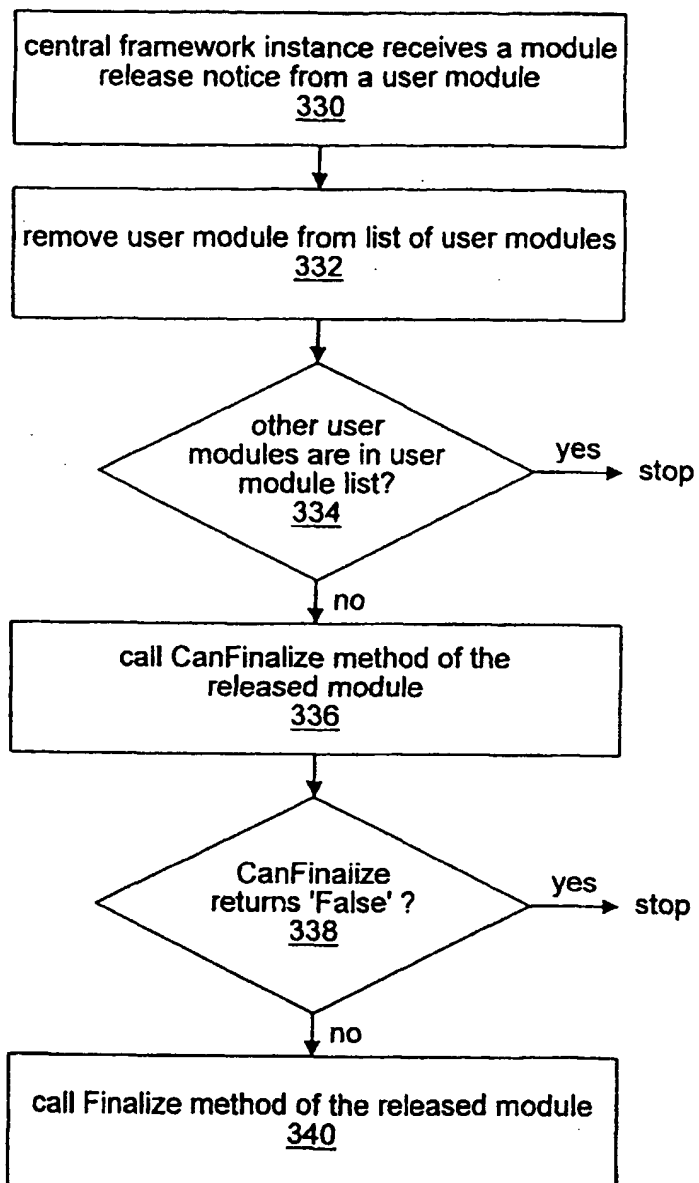 central framework instance receives a module
release notice from a user module
330
remove user module from list of user modules
332
other user
modules are in user
module list?
334
yes
stop
no
call CanFinalize method of the
released module
336
CanFinalize
returns 'False' ?
338
yes
stop
no
call Finalize method of the released module
340